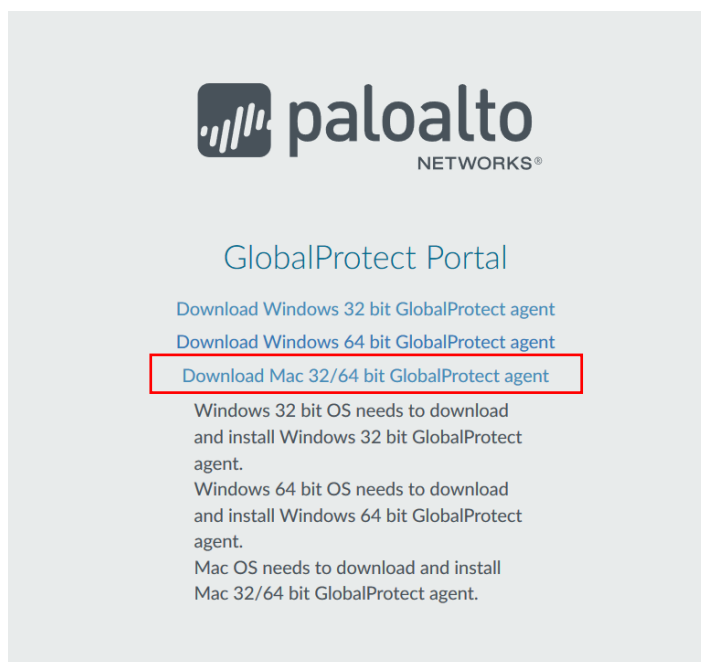 paloalto
NETWORKS®
GlobalProtect Portal
Download Windows 32 bit GlobalProtect agent
Download Windows 64 bit GlobalProtect agent
Download Mac 32/64 bit GlobalProtect agent
Windows 32 bit OS needs to download
and install Windows 32 bit GlobalProtect
agent.
Windows 64 bit OS needs to download
and install Windows 64 bit GlobalProtect
agent.
Mac OS needs to download and install
Mac 32/64 bit GlobalProtect agent.